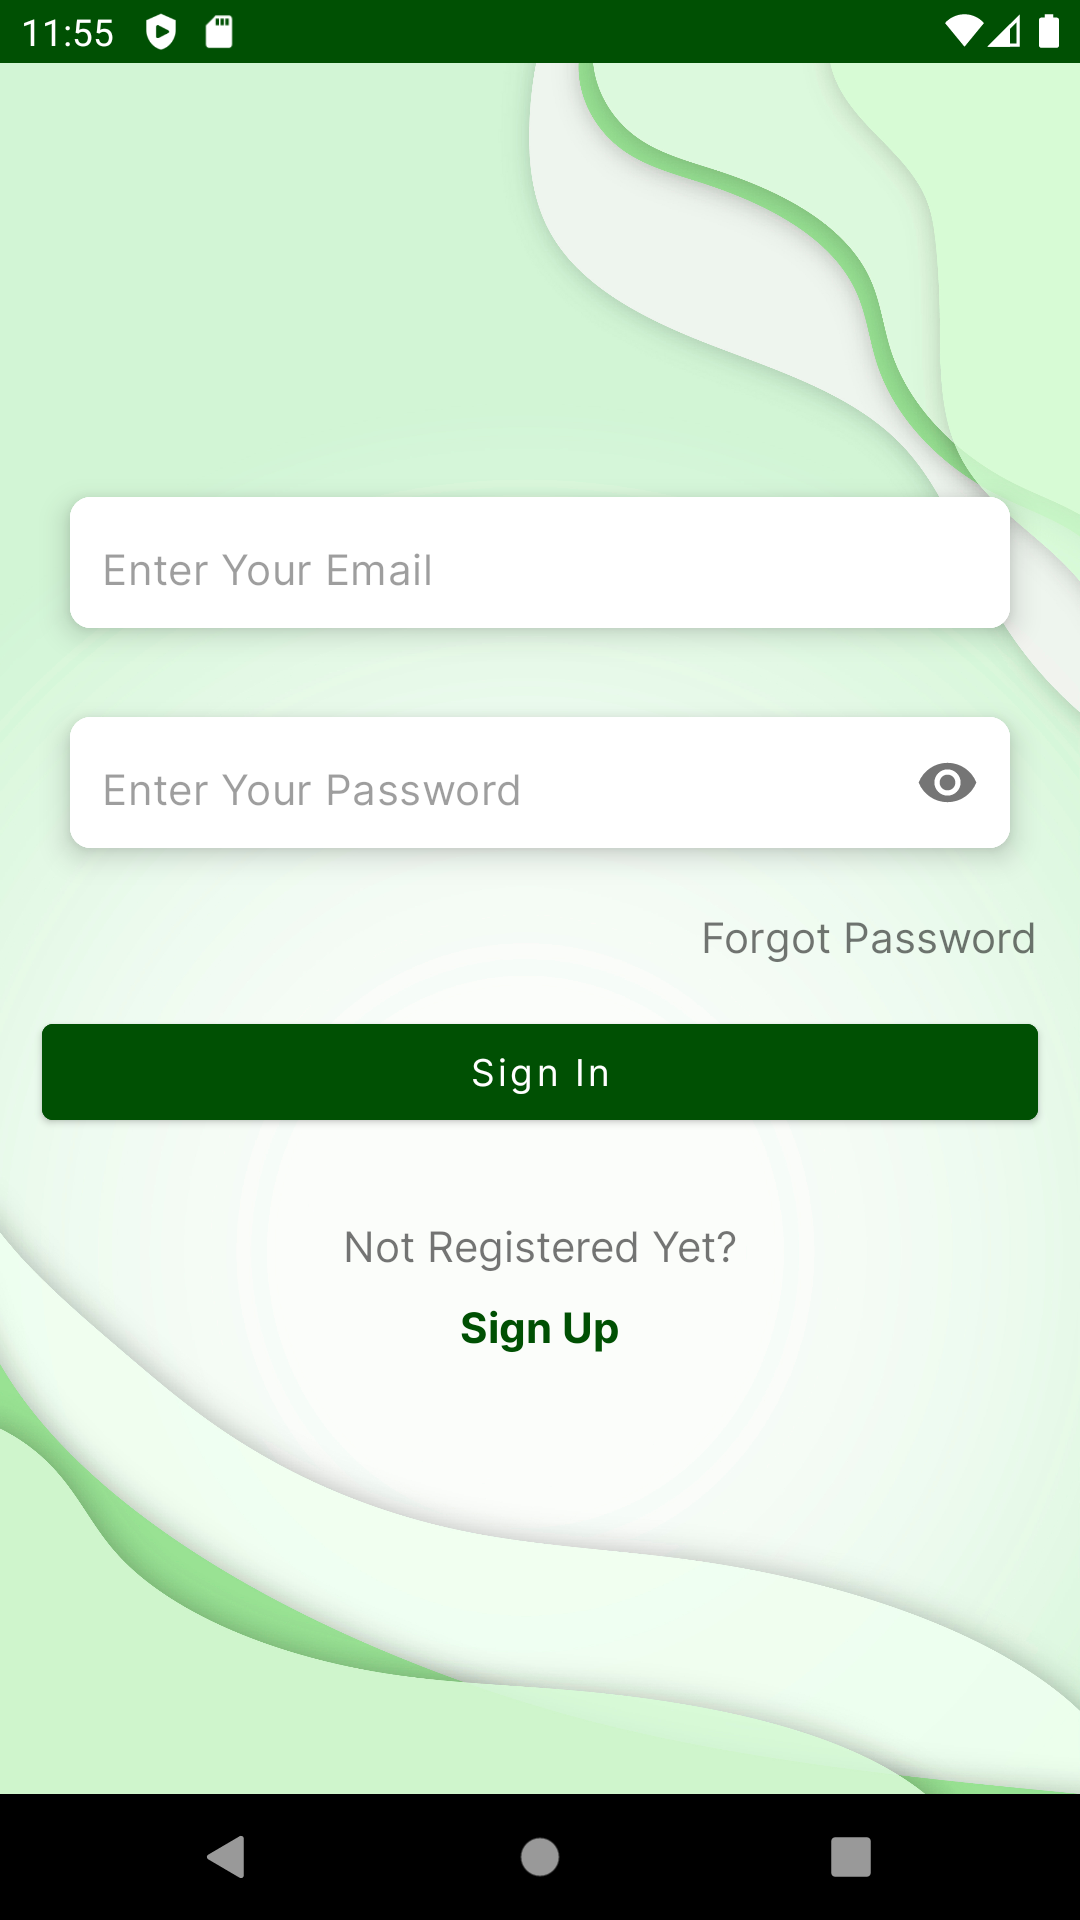 11:55
Enter Your Email
Enter Your Password
Forgot Password
Sign In
Not Registered Yet?
Sign Up